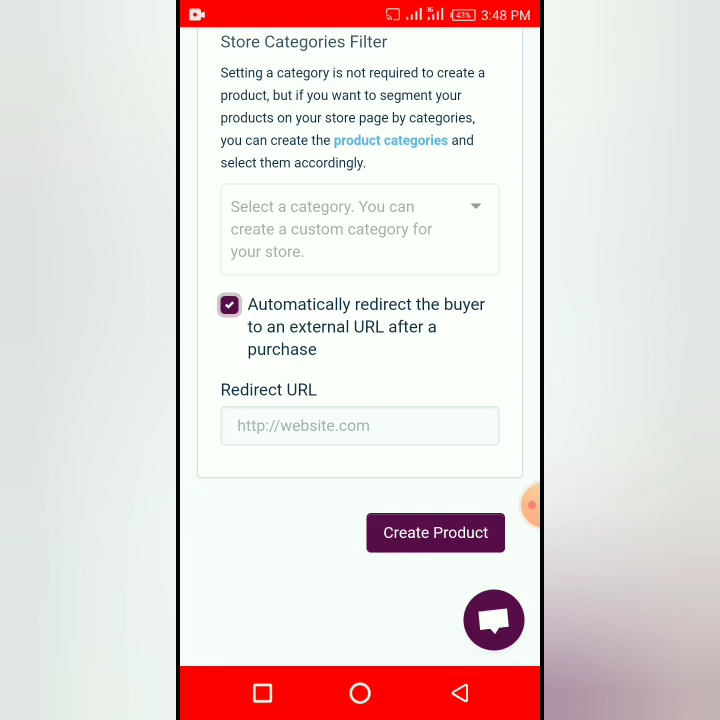 43% 3:48 PM
Store Categories Filter
Setting a category is not required to create a
product, but if you want to segment your
products on your store page by categories,
you can create the product categories and
select them accordingly.
Select a category. You can
create a custom category for
your store.
Automatically redirect the buyer
to an external URL after a
purchase
Redirect URL
http://website.com
Create Product